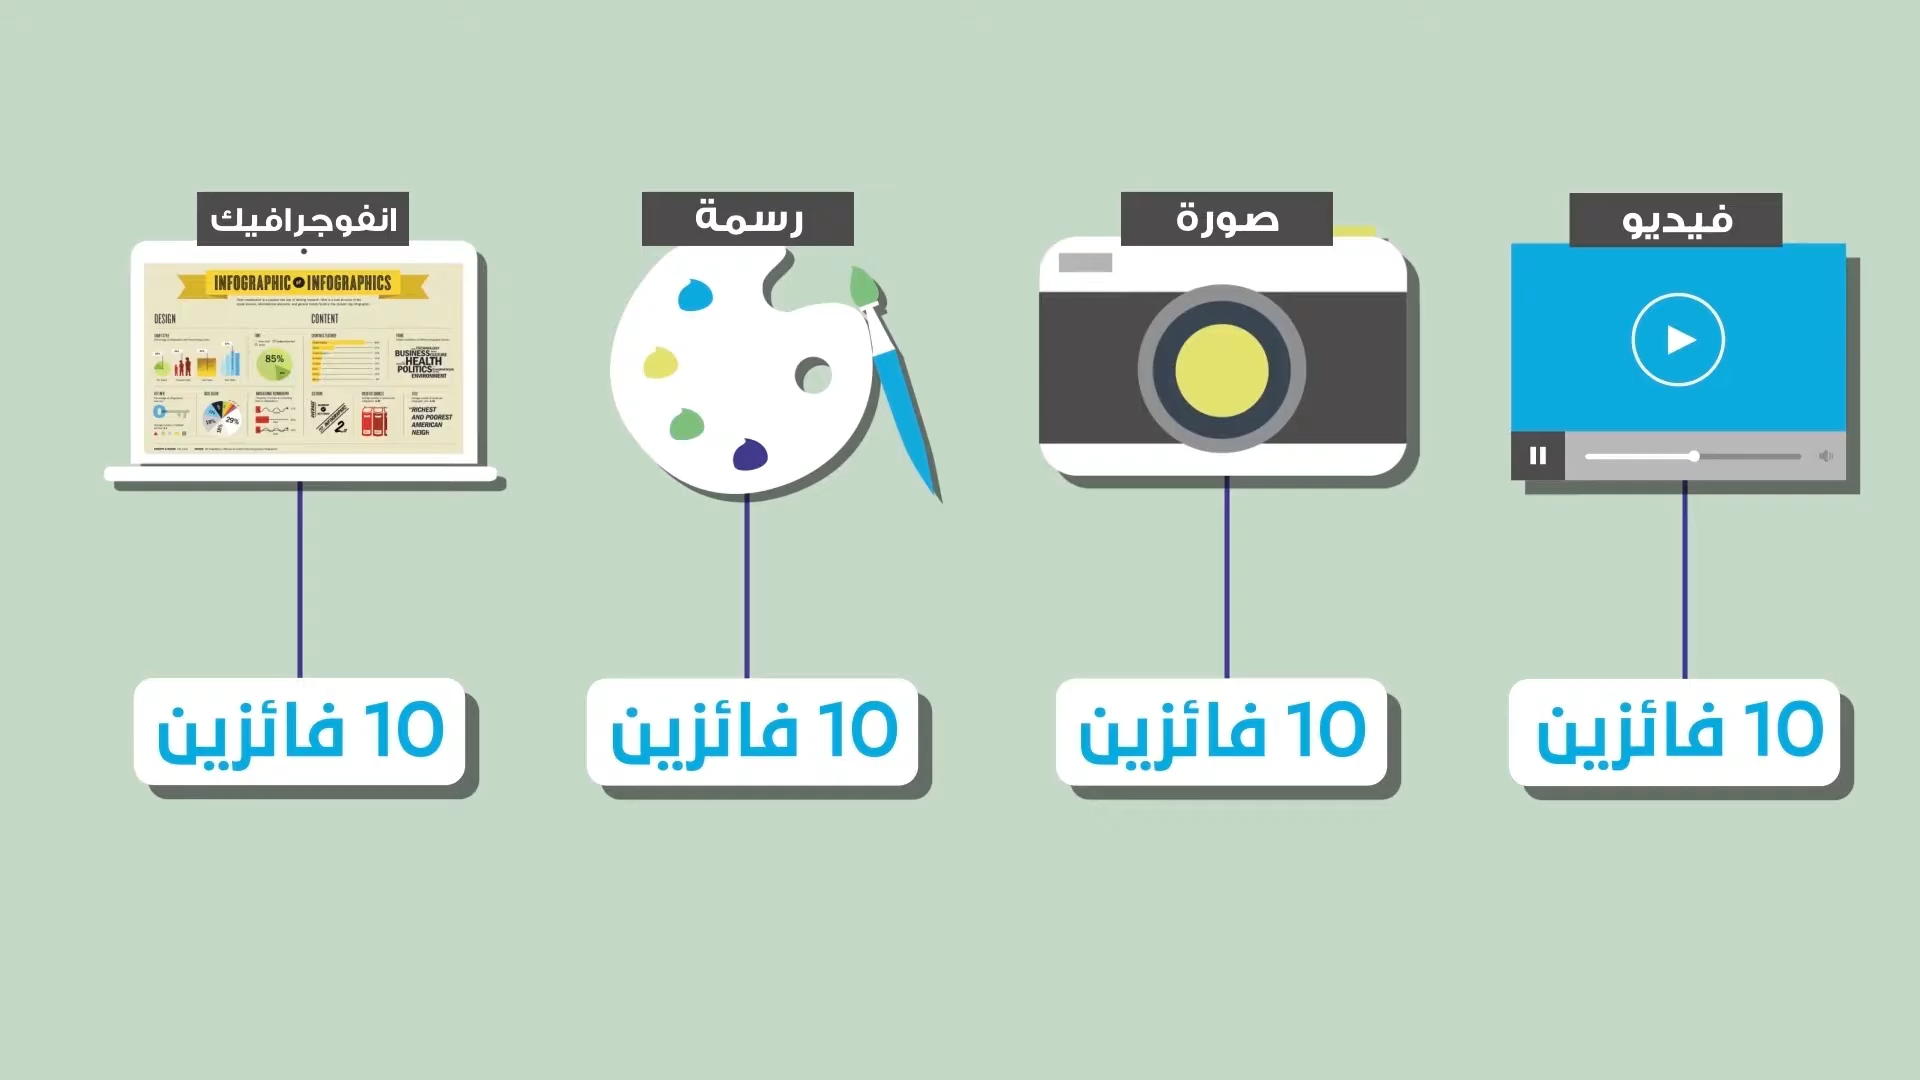 فيديو
صورة
رسمة
انفوجرافيك
INFOGRAPHIC of INFOGRAPHICS
DESIGN
CONTENT
85%
BUSINESS
HEALTH
POLITICS
ENVIRONMENT
29%
"RICHEST
AND POOREST
AMERICAN
NEIGH
10 فائزين
10 فائزين
10 فائزين
10 فائزين